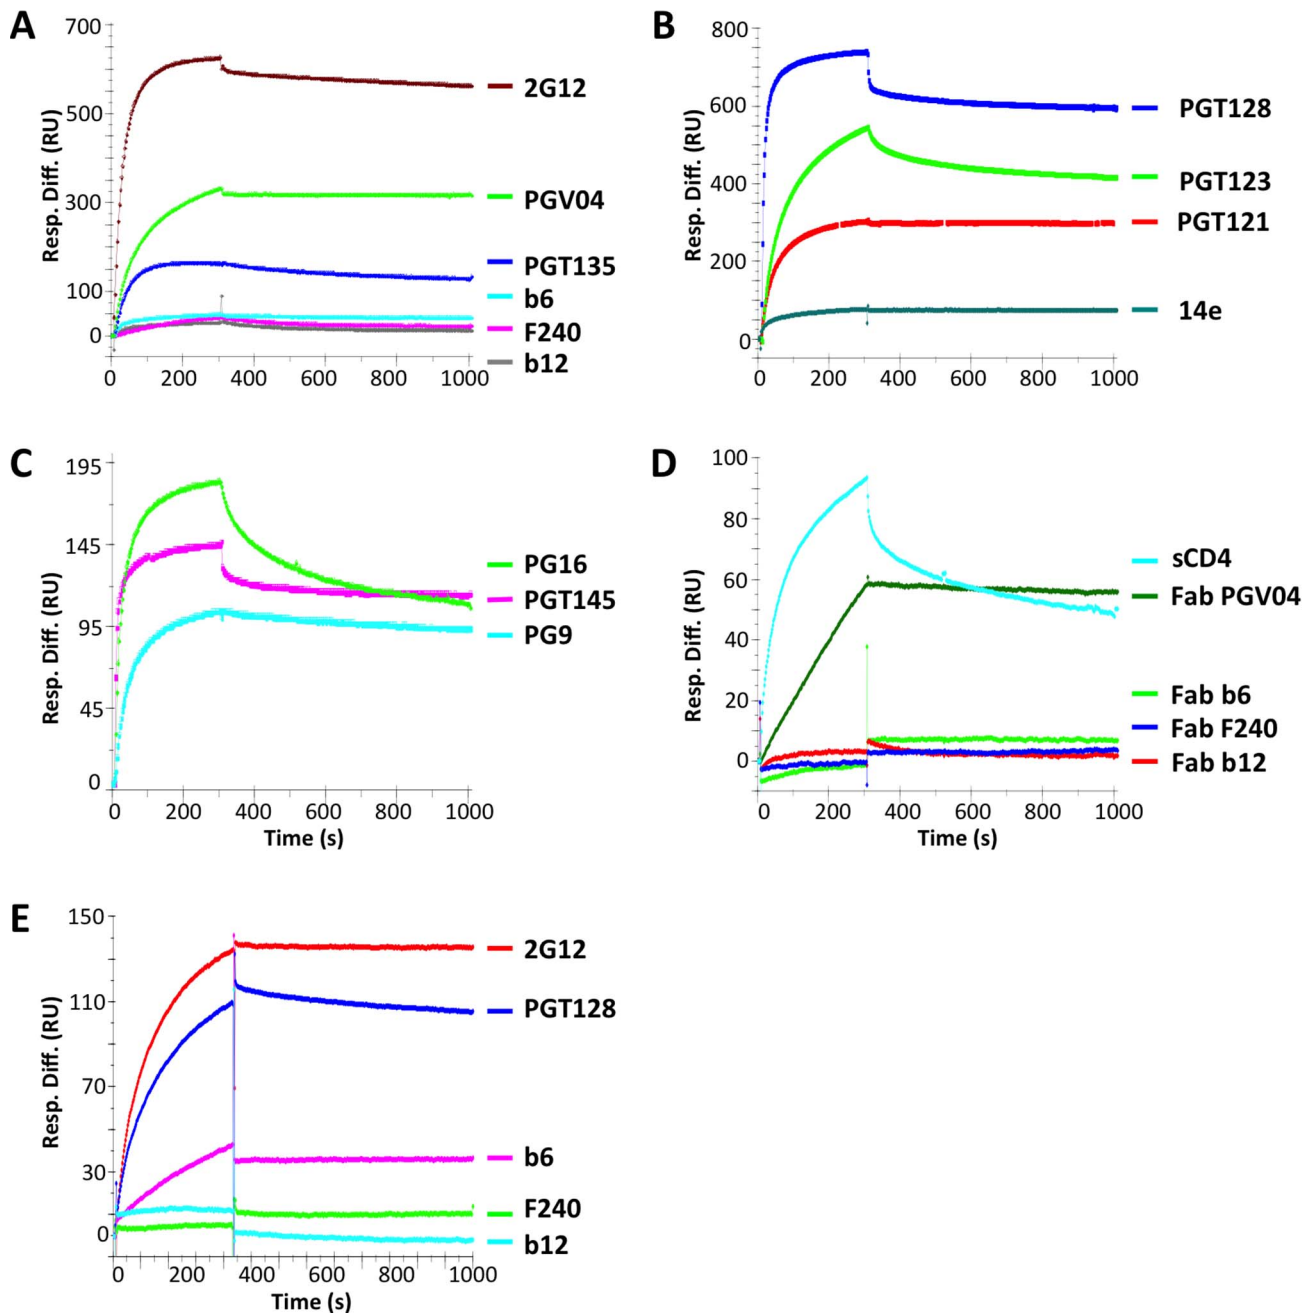 A
700
500
300
100
0
Resp. Diff. (RU)
0 200 400 600 800 1000
2G12
PGV04
PGT135
b6
F240
b12
B
800
600
400
200
0
Resp. Diff. (RU)
0 200 400 600 800 1000
PGT128
PGT123
PGT121
14e
C
195
145
95
45
0
Resp. Diff. (RU)
0 200 400 600 800 1000
Time (s)
PG16
PGT145
PG9
D
100
80
60
40
20
0
Resp. Diff. (RU)
0 200 400 600 800 1000
Time (s)
sCD4
Fab PGV04
Fab b6
Fab F240
Fab b12
E
150
110
70
30
0
Resp. Diff. (RU)
0 200 400 600 800 1000
Time (s)
2G12
PGT128
b6
F240
b12